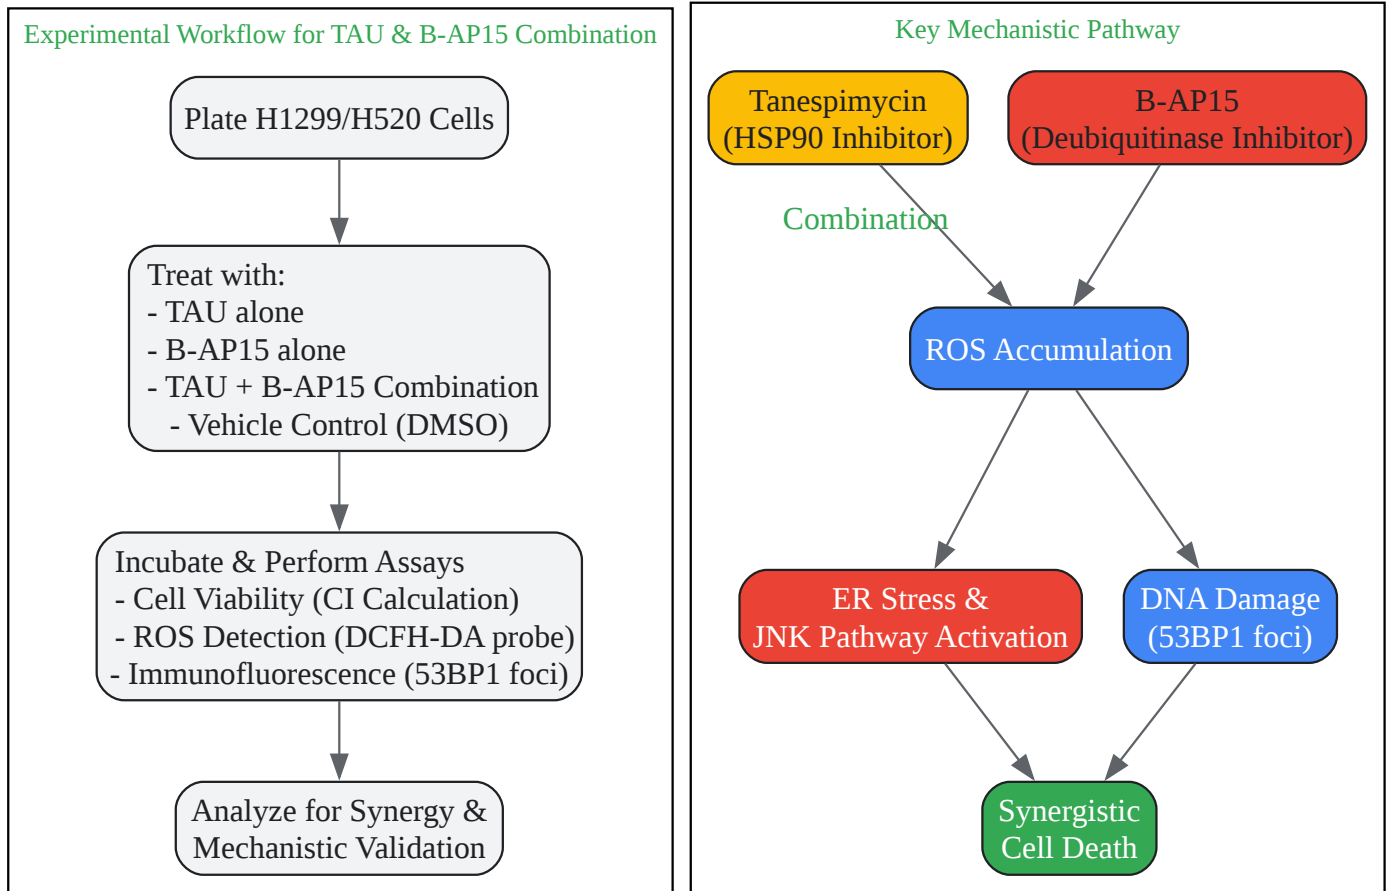 Experimental Workflow for TAU & B-AP15 Combination
Plate H1299/H520 Cells
Treat with:
- TAU alone
- B-AP15 alone
- TAU + B-AP15 Combination
- Vehicle Control (DMSO)
Incubate & Perform Assays
- Cell Viability (CI Calculation)
- ROS Detection (DCFH-DA probe)
- Immunofluorescence (53BP1 foci)
Analyze for Synergy &
Mechanistic Validation
Key Mechanistic Pathway
Tanespimycin
(HSP90 Inhibitor)
B-AP15
(Deubiquitinase Inhibitor)
Combination
ROS Accumulation
ER Stress &
JNK Pathway Activation
DNA Damage
(53BP1 foci)
Synergistic
Cell Death